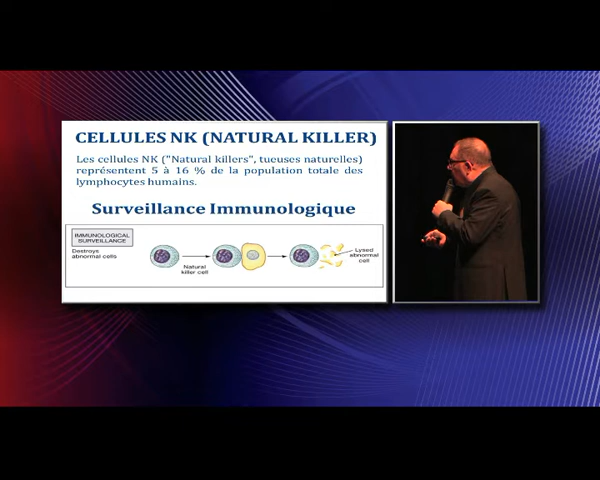 CELLULES NK (NATURAL KILLER)
Les cellules NK ("Natural killers", tueuses naturelles)
représentent 5 à 16 % de la population totale des
lymphocytes humains.
Surveillance Immunologique
IMMUNOLOGICAL
SURVEILLANCE
Destroys
abnormal cells
Natural
killer cell
Lysed
abnormal
cell